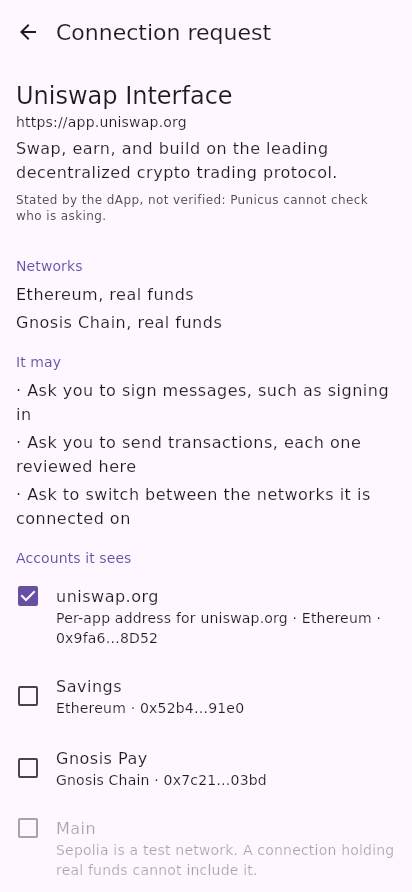 Connection request
Uniswap Interface
https://app.uniswap.org
Swap, earn, and build on the leading
decentralized crypto trading protocol.
Stated by the dApp, not verified: Punicus cannot check
who is asking.
Networks
Ethereum, real funds
Gnosis Chain, real funds
It may
· Ask you to sign messages, such as signing
in
· Ask you to send transactions, each one
reviewed here
· Ask to switch between the networks it is
connected on
Accounts it sees
uniswap.org
Per-app address for uniswap.org · Ethereum ·
0x9fa6...8D52
Savings
Ethereum · 0x52b4...91e0
Gnosis Pay
Gnosis Chain · 0x7c21...03bd
Main
Sepolia is a test network. A connection holding
real funds cannot include it.